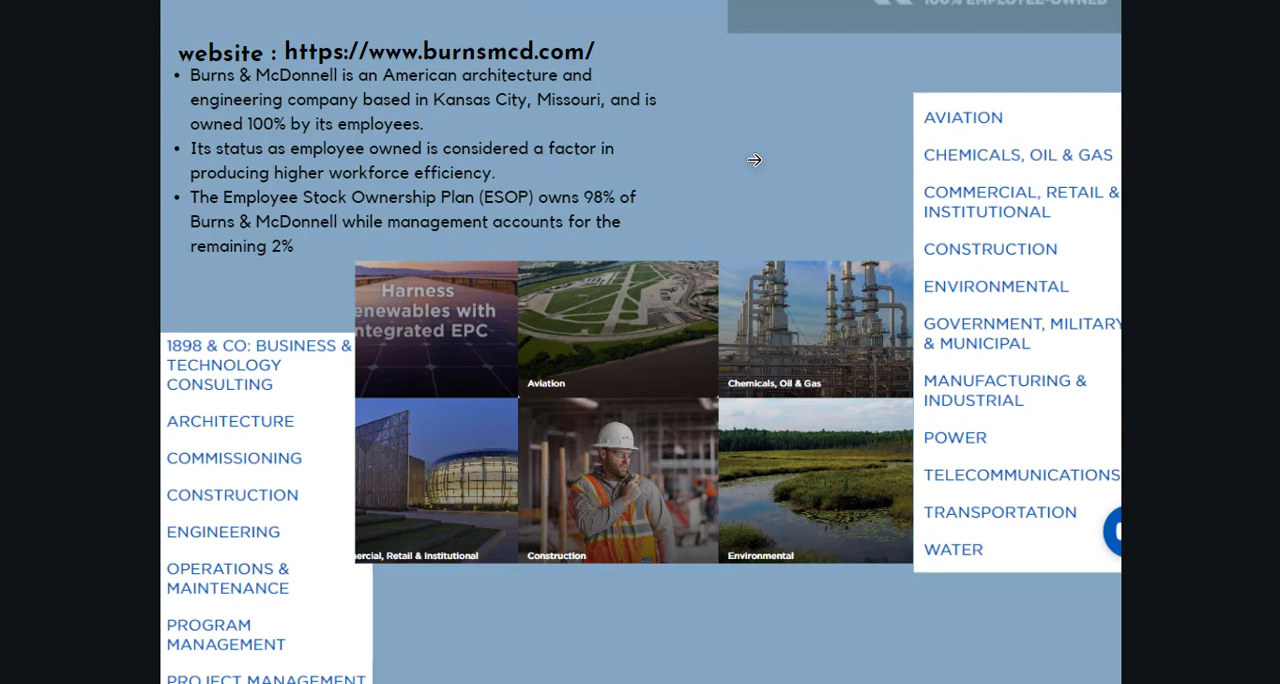 100% EMPLOYEE-OWNED
website : https://www.burnsmcd.com/
• Burns & McDonnell is an American architecture and
engineering company based in Kansas City, Missouri, and is
owned 100% by its employees.
• Its status as employee owned is considered a factor in
producing higher workforce efficiency.
• The Employee Stock Ownership Plan (ESOP) owns 98% of
Burns & McDonnell while management accounts for the
remaining 2%
Harness
enewables with
ntegrated EPC
Aviation
Chemicals, Oil & Gas
ercial, Retail & Institutional
Construction
Environmental
1898 & CO: BUSINESS &
TECHNOLOGY
CONSULTING
ARCHITECTURE
COMMISSIONING
CONSTRUCTION
ENGINEERING
OPERATIONS &
MAINTENANCE
PROGRAM
MANAGEMENT
PROJECT MANAGEMENT
AVIATION
CHEMICALS, OIL & GAS
COMMERCIAL, RETAIL &
INSTITUTIONAL
CONSTRUCTION
ENVIRONMENTAL
GOVERNMENT, MILITARY
& MUNICIPAL
MANUFACTURING &
INDUSTRIAL
POWER
TELECOMMUNICATIONS
TRANSPORTATION
WATER